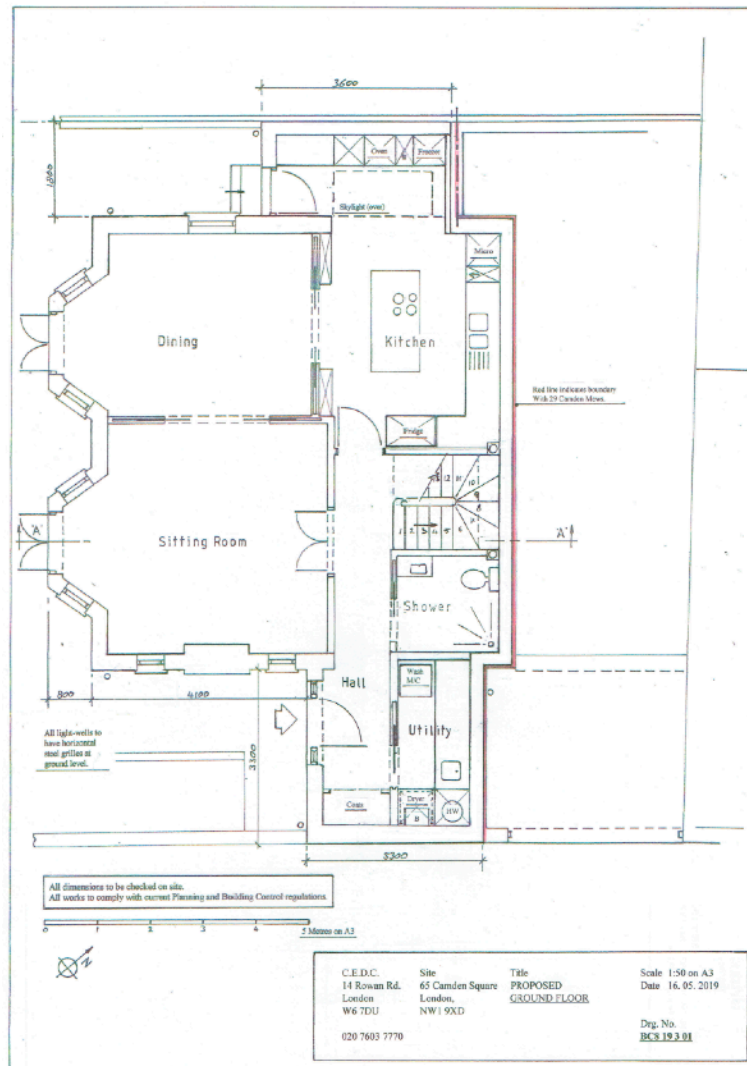 3600
1800
Oven
Freezer
Skylight (over)
Micro
Dining
Kitchen
Red line indicates boundary
With 29 Camden Mews.
Fridge
12 11
10
1 2 3 4 5 6
'A'
'A'
Sitting Room
Shower
Wash
M/C
Hall
Utility
800
4100
3300
All light-wells to
have horizontal
steel grilles at
ground level.
Coats
Dryer
B
HW
3300
All dimensions to be checked on site.
All works to comply with current Planning and Building Control regulations.
0 1 2 3 4 5 Metres on A3
N
C.E.D.C.
14 Rowan Rd.
London
W6 7DU
020 7603 7770
Site
65 Camden Square
London,
NW1 9XD
Title
PROPOSED
GROUND FLOOR
Scale 1:50 on A3
Date 16. 05. 2019
Drg. No.
BCS 19 3 01